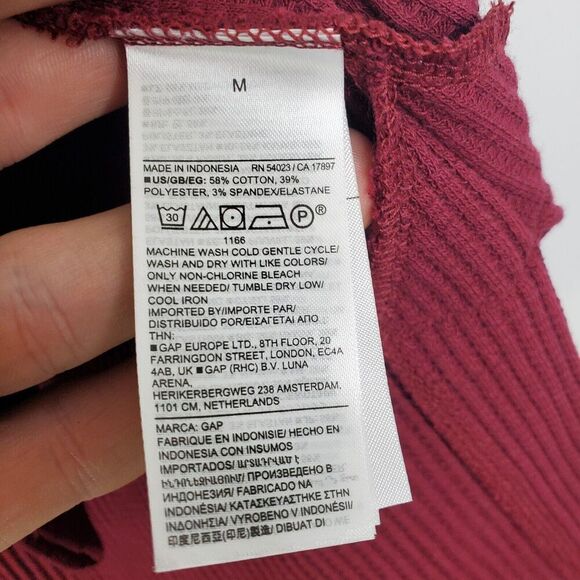 M
MADE IN INDONESIA RN 54023 / CA 17897
■ US/GB/EG: 58% COTTON, 39%
POLYESTER, 3% SPANDEX/ELASTANE
30 P®
1166
MACHINE WASH COLD GENTLE CYCLE/
WASH AND DRY WITH LIKE COLORS/
ONLY NON-CHLORINE BLEACH
WHEN NEEDED/ TUMBLE DRY LOW/
COOL IRON
IMPORTED BY/IMPORTE PAR/
DISTRIBUIDO POR/ΕΙΣΑΓΕΤΑΙ ΑΠΟ
ΤΗΝ:
■ GAP EUROPE LTD., 8TH FLOOR, 20
FARRINGDON STREET, LONDON, EC4A
4AB, UK ■ GAP (RHC) B.V. LUNA
ARENA,
HERIKERBERGWEG 238 AMSTERDAM.
1101 CM, NETHERLANDS
MARCA: GAP
FABRIQUE EN INDONISIE/ HECHO EN
INDONESIA CON INSUMOS
IMPORTADOS/ ПРОИЗВЕДЕНО В
ИНДОНЕЗИЯ/ FABRICADO NA
INDONÉSIA/ ΚΑΤΑΣΚΕΥΑΣΤΗΚΕ ΣΤΗΝ
ΙΝΔΟΝΗΣΙΑ/ VYROBENO V INDONÉSII/
印度尼西亞(印尼)製造/ DIBUAT DI